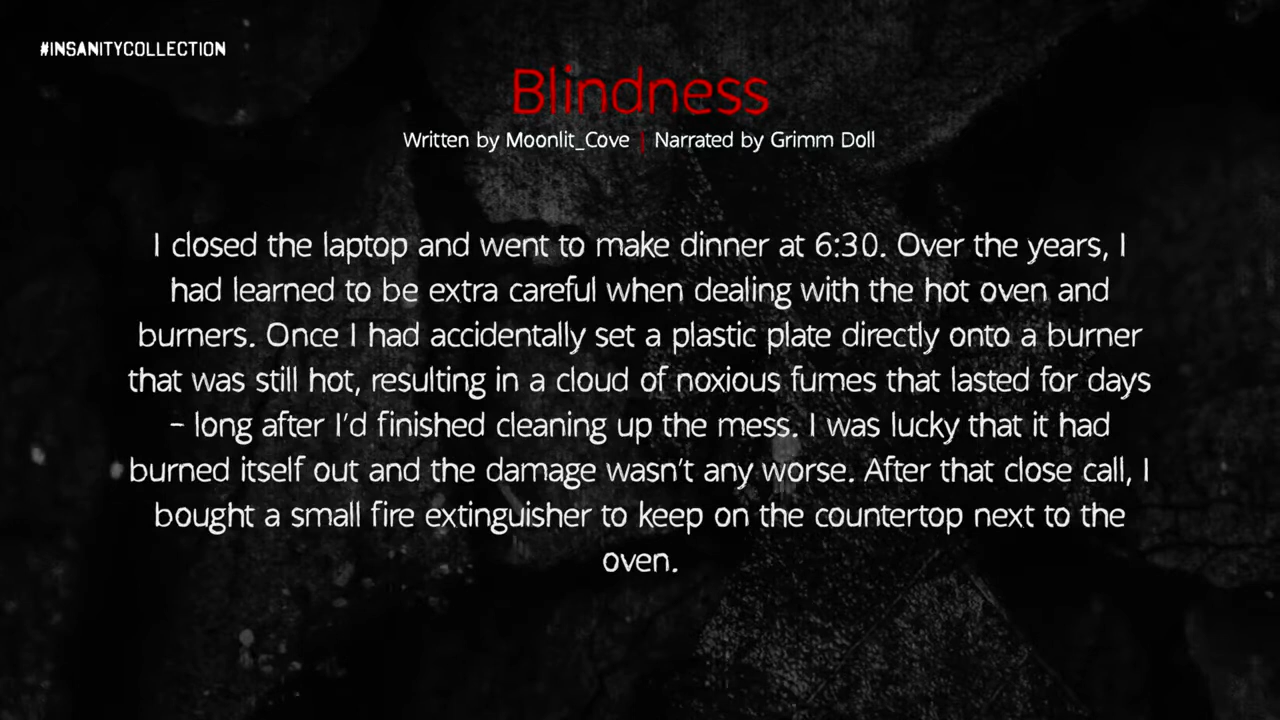 #INSANITYCOLLECTION
Blindness
Written by Moonlit_Cove | Narrated by Grimm Doll
I closed the laptop and went to make dinner at 6:30. Over the years, I
had learned to be extra careful when dealing with the hot oven and
burners. Once I had accidentally set a plastic plate directly onto a burner
that was still hot, resulting in a cloud of noxious fumes that lasted for days
– long after I'd finished cleaning up the mess. I was lucky that it had
burned itself out and the damage wasn't any worse. After that close call, I
bought a small fire extinguisher to keep on the countertop next to the
oven.